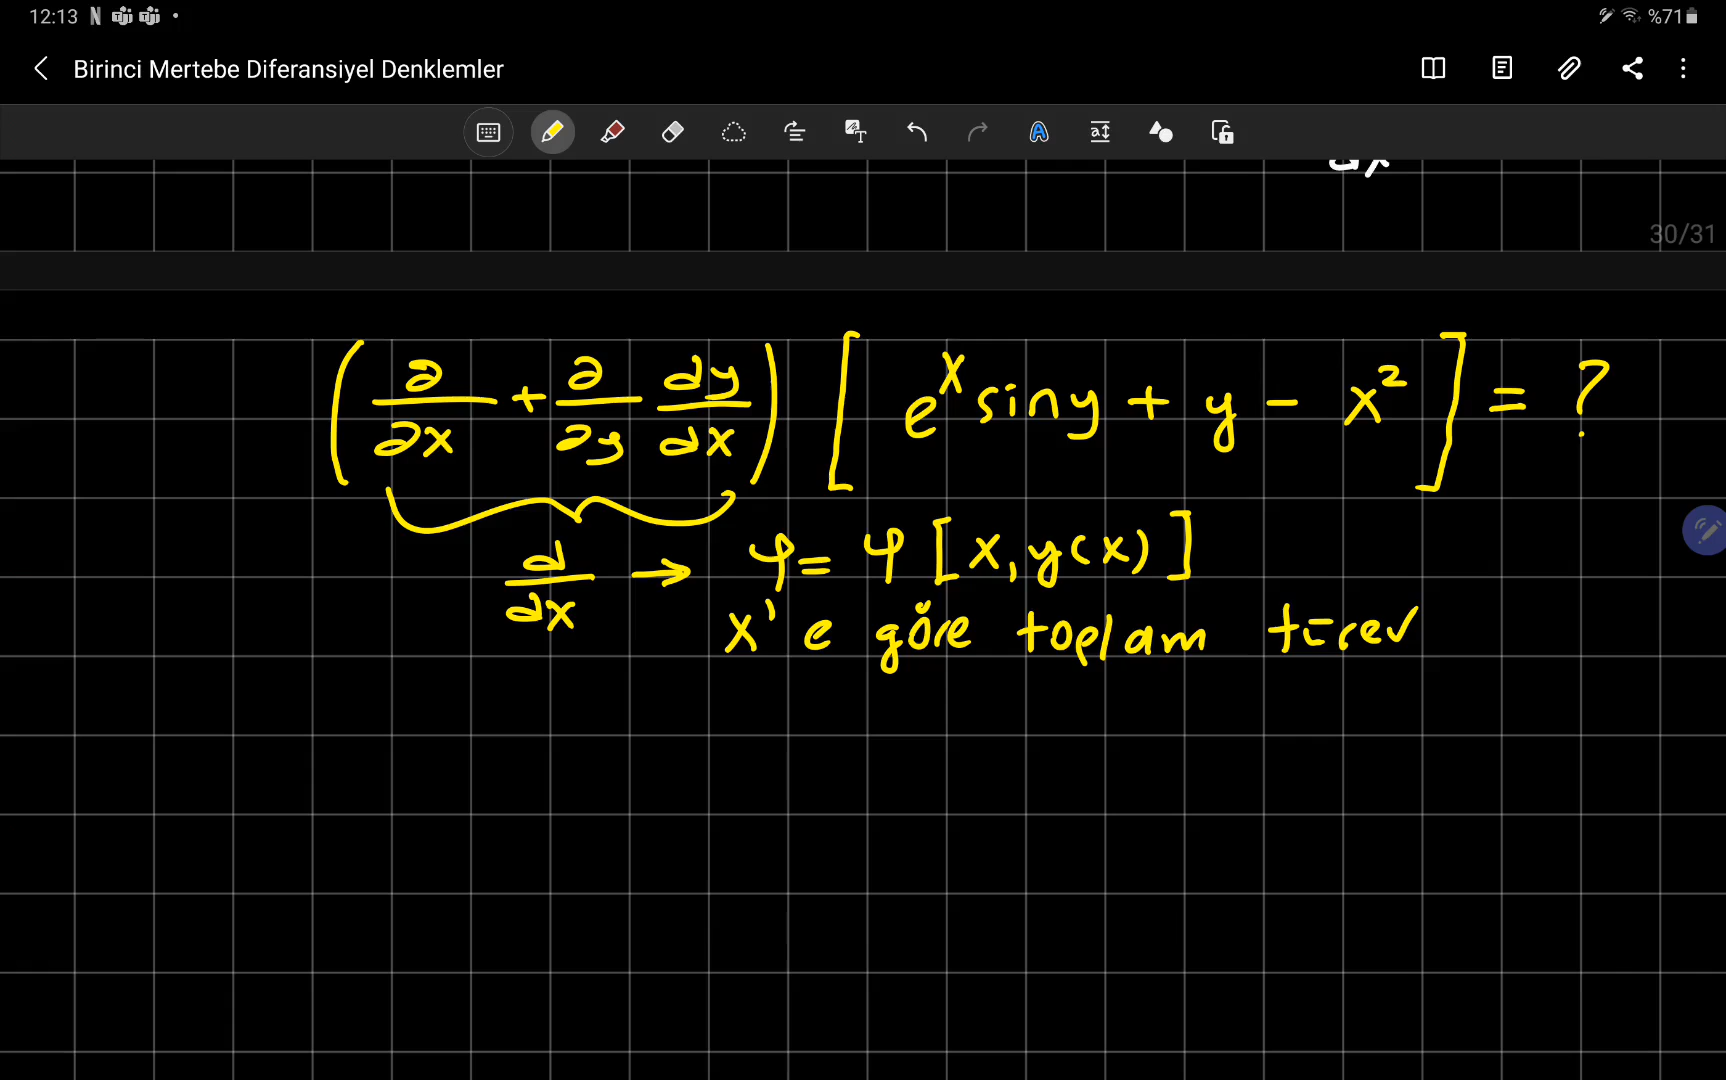 12:13 N %71
Birinci Mertebe Diferansiyel Denklemler
30/31
(∂/∂x + ∂/∂y dy/dx) [e^x siny + y - x²] = ?
d/dx → φ = φ[x, y(x)]
x'e göre toplam türev